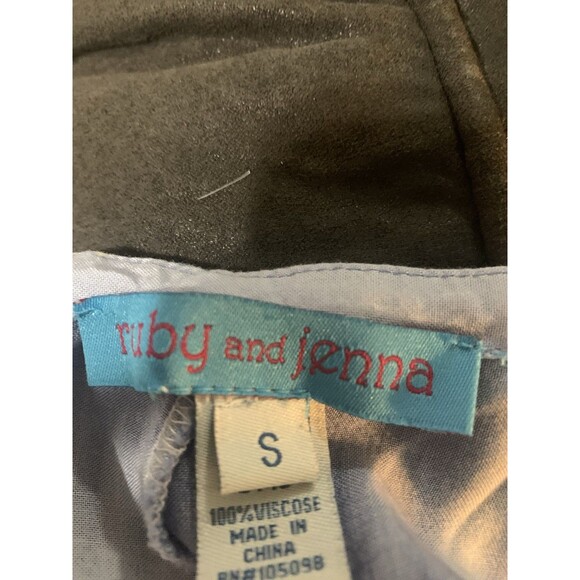 ruby and jenna
S
100%VISCOSE
MADE IN
CHINA
RN#105098